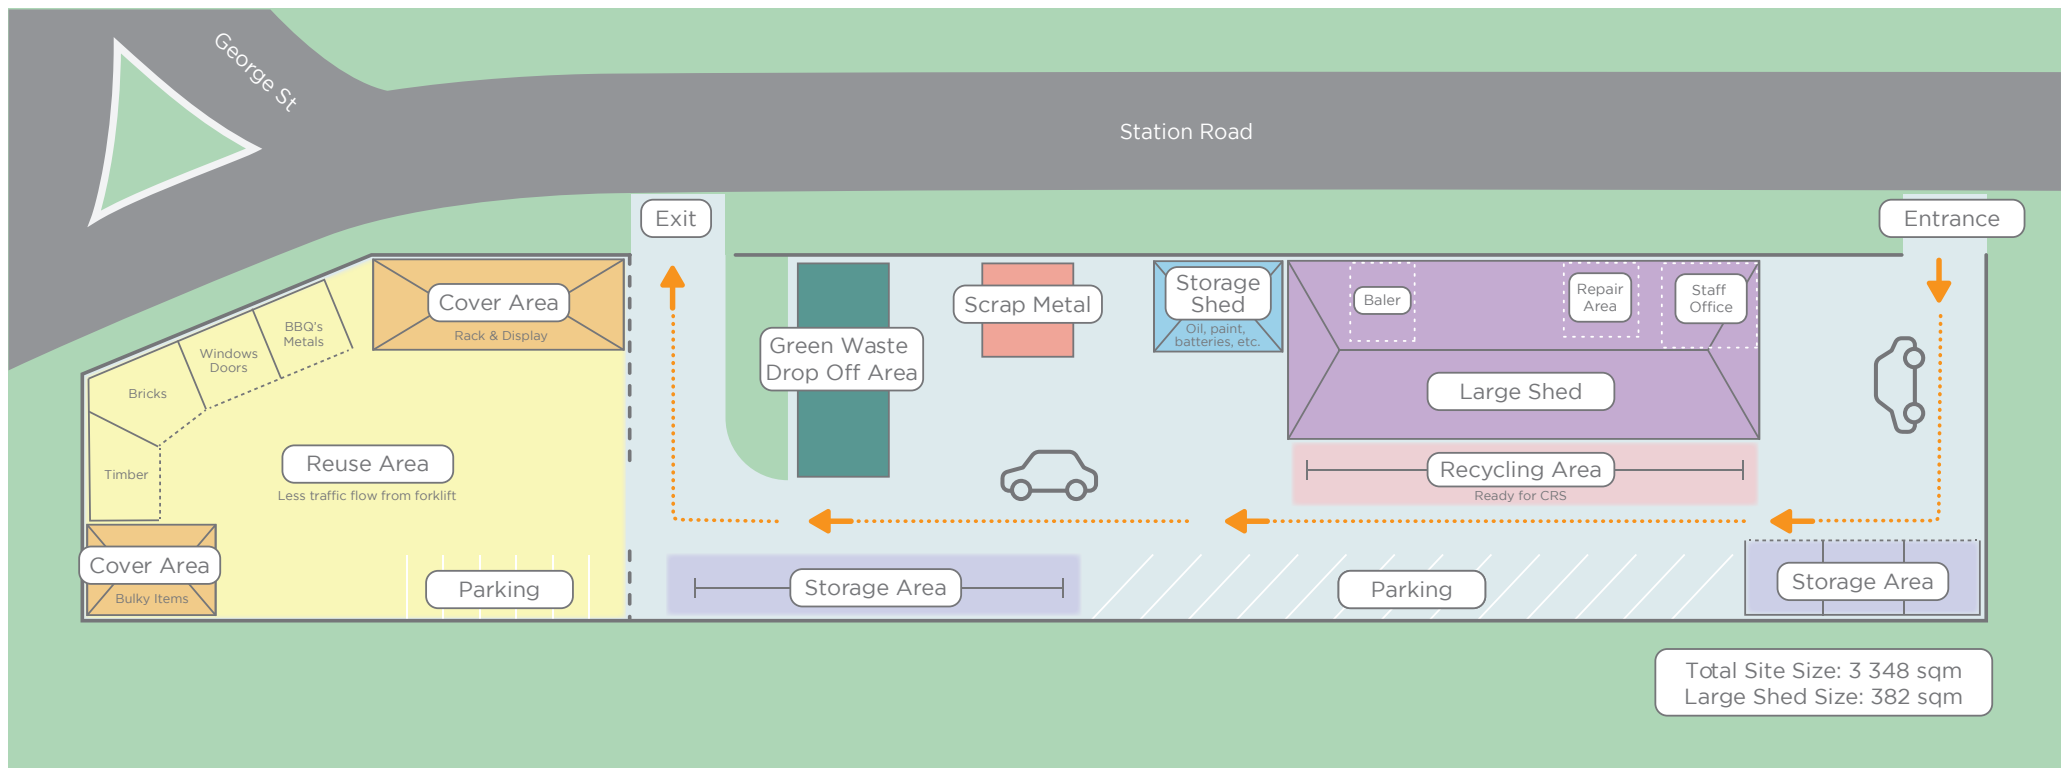 George St
Station Road
Exit
Entrance
Cover Area
Rack & Display
BBQ's
Metals
Windows
Doors
Bricks
Timber
Reuse Area
Less traffic flow from forklift
Cover Area
Bulky Items
Parking
Green Waste
Drop Off Area
Scrap Metal
Storage
Shed
Oil, paint,
batteries, etc.
Baler
Repair
Area
Staff
Office
Large Shed
Recycling Area
Ready for CRS
Storage Area
Parking
Storage Area
Total Site Size: 3 348 sqm
Large Shed Size: 382 sqm